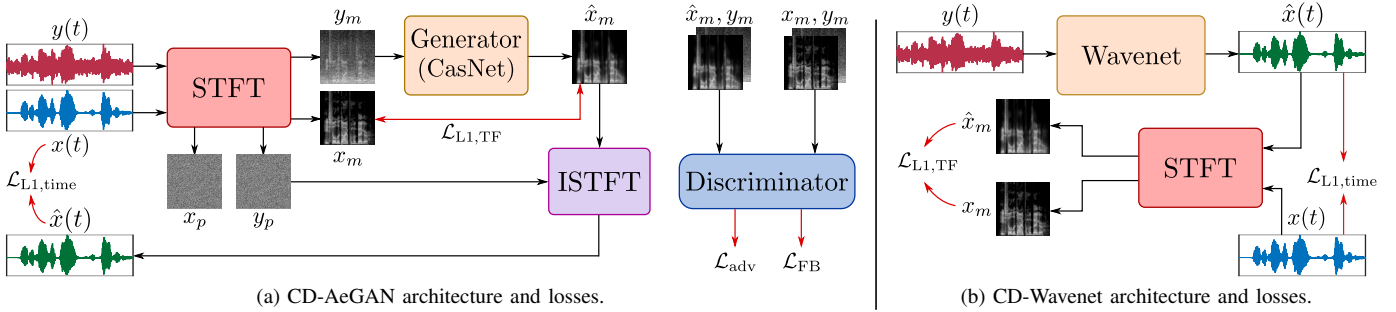 y(t)
STFT
x(t)
ℒ_L1,time
x̂(t)
x_p
y_p
y_m
x_m
Generator
(CasNet)
x̂_m
ℒ_L1,TF
ISTFT
x̂_m, y_m
x_m, y_m
Discriminator
ℒ_adv
ℒ_FB
(a) CD-AeGAN architecture and losses.
y(t)
Wavenet
x̂(t)
x̂_m
ℒ_L1,TF
x_m
STFT
ℒ_L1,time
x(t)
(b) CD-Wavenet architecture and losses.